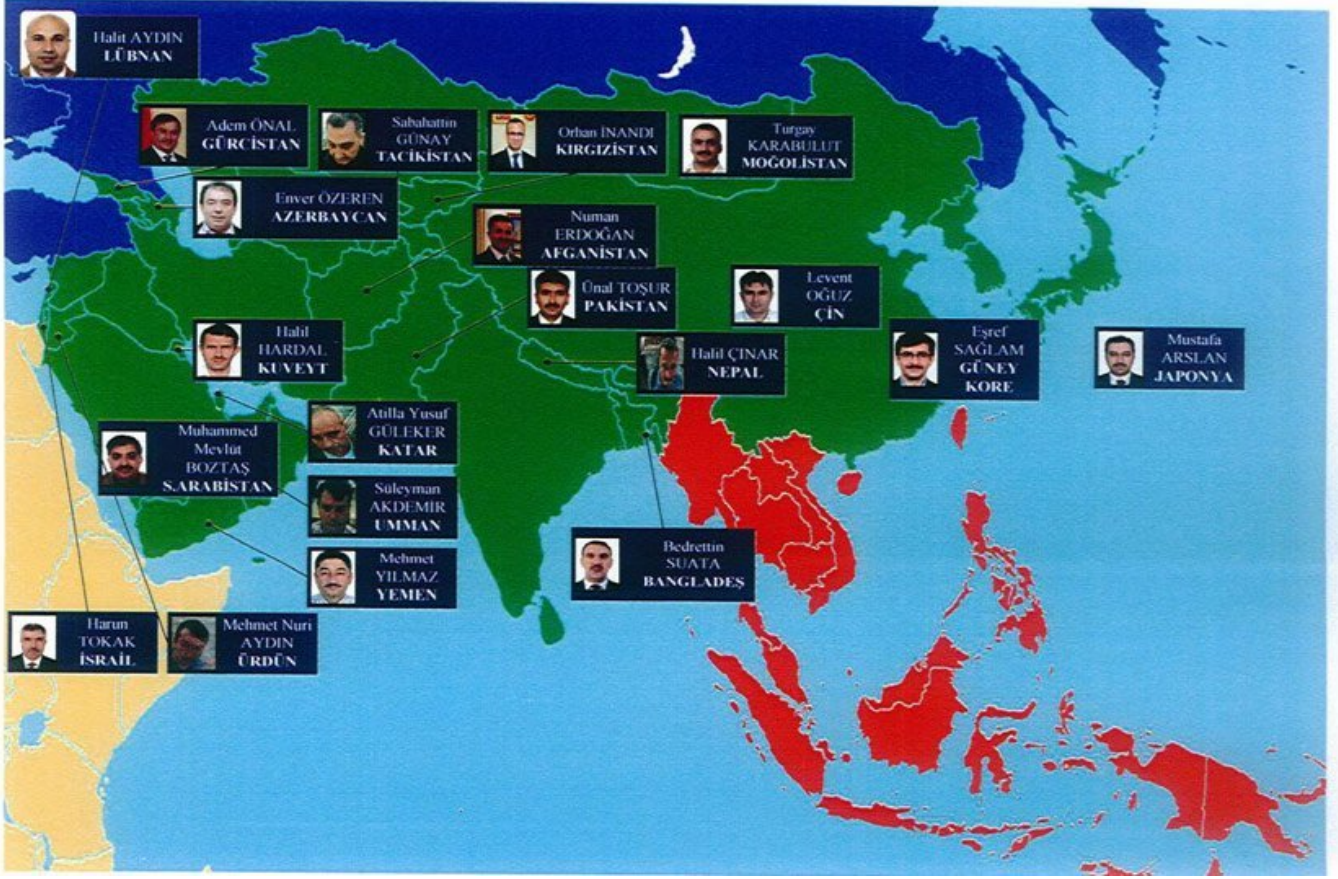 Halit AYDIN
LÜBNAN
Adem ÖNAL
GÜRCİSTAN
Sabahattin
GÜNAY
TACİKİSTAN
Orhan İNANDI
KIRGIZİSTAN
Turgay
KARABULUT
MOĞOLİSTAN
Enver ÖZEREN
AZERBAYCAN
Numan
ERDOĞAN
AFGANİSTAN
Ünal TOŞUR
PAKİSTAN
Levent
OĞUZ
ÇİN
Halil
HARDAL
KUVEYT
Halil ÇINAR
NEPAL
Eşref
SAĞLAM
GÜNEY
KORE
Mustafa
ARSLAN
JAPONYA
Atilla Yusuf
GÜLEKER
KATAR
Muhammed
Mevlüt
BOZTAŞ
S.ARABİSTAN
Süleyman
AKDEMİR
UMMAN
Mehmet
YILMAZ
YEMEN
Bedrettin
SUATA
BANGLADEŞ
Harun
TOKAK
İSRAİL
Mehmet Nuri
AYDIN
ÜRDÜN